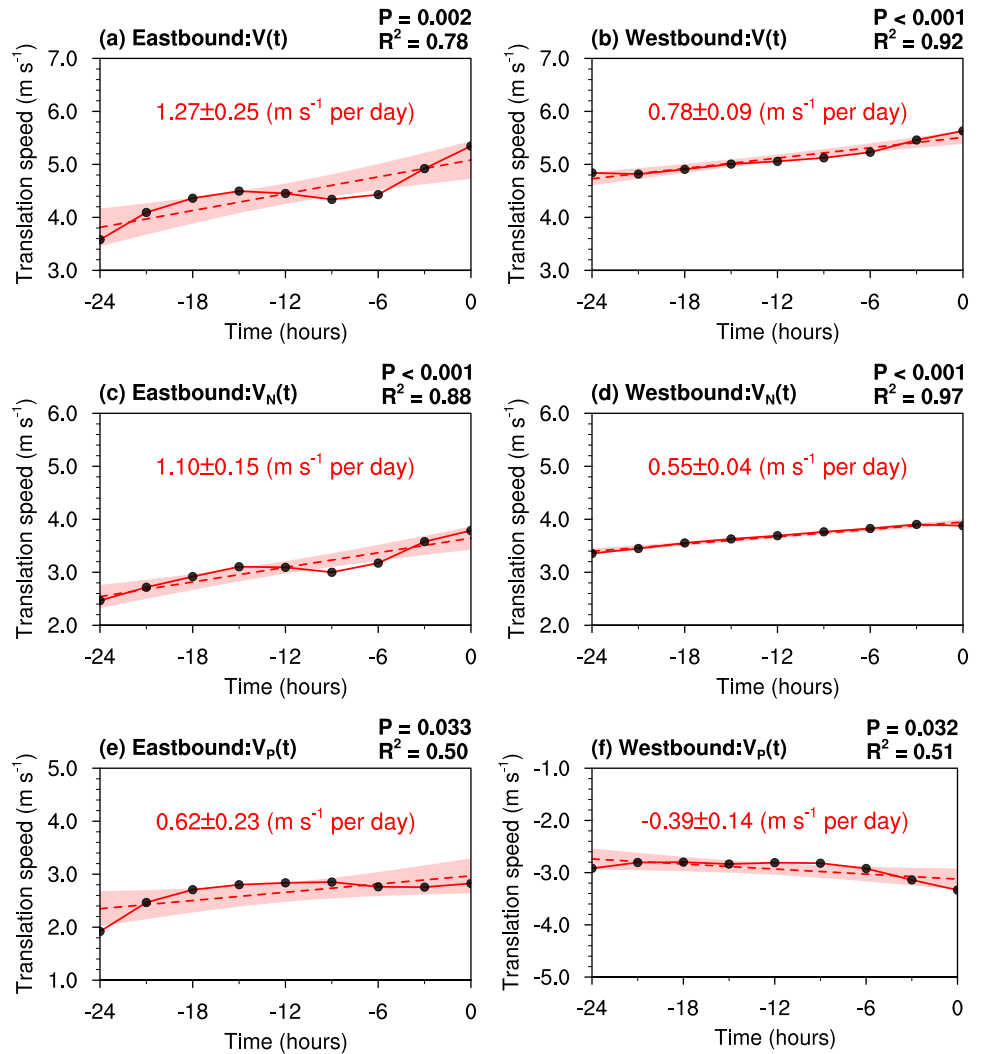 P = 0.002
(a) Eastbound:V(t) R² = 0.78
7.0
6.0
5.0
4.0
3.0
Translation speed (m s⁻¹)
1.27±0.25 (m s⁻¹ per day)
-24 -18 -12 -6 0
Time (hours)
P < 0.001
(b) Westbound:V(t) R² = 0.92
7.0
6.0
5.0
4.0
3.0
Translation speed (m s⁻¹)
0.78±0.09 (m s⁻¹ per day)
-24 -18 -12 -6 0
Time (hours)
P < 0.001
(c) Eastbound:V_N(t) R² = 0.88
6.0
5.0
4.0
3.0
2.0
Translation speed (m s⁻¹)
1.10±0.15 (m s⁻¹ per day)
-24 -18 -12 -6 0
Time (hours)
P < 0.001
(d) Westbound:V_N(t) R² = 0.97
6.0
5.0
4.0
3.0
2.0
Translation speed (m s⁻¹)
0.55±0.04 (m s⁻¹ per day)
-24 -18 -12 -6 0
Time (hours)
P = 0.033
(e) Eastbound:V_P(t) R² = 0.50
5.0
4.0
3.0
2.0
1.0
Translation speed (m s⁻¹)
0.62±0.23 (m s⁻¹ per day)
-24 -18 -12 -6 0
Time (hours)
P = 0.032
(f) Westbound:V_P(t) R² = 0.51
-1.0
-2.0
-3.0
-4.0
-5.0
Translation speed (m s⁻¹)
-0.39±0.14 (m s⁻¹ per day)
-24 -18 -12 -6 0
Time (hours)